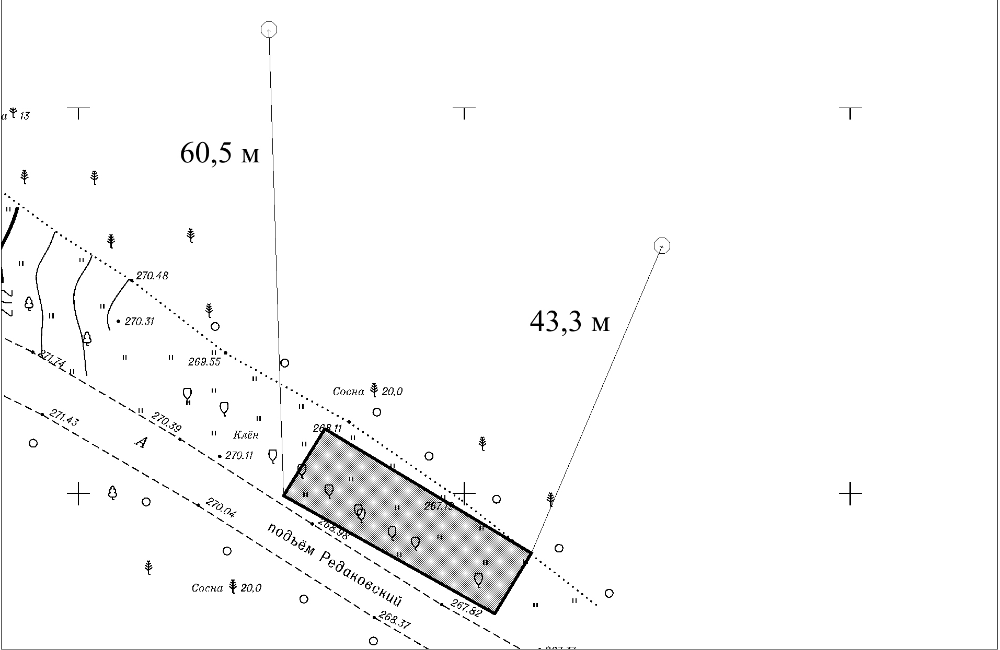 а 13
60,5 м
270.48
272
270.31
43,3 м
271.74
269.55
Сосна 20,0
271.43
270.39
268.11
Клён
А
270.11
270.04
267.19
268.98
подъём Редаковский
Сосна 20,0
267.82
268.37